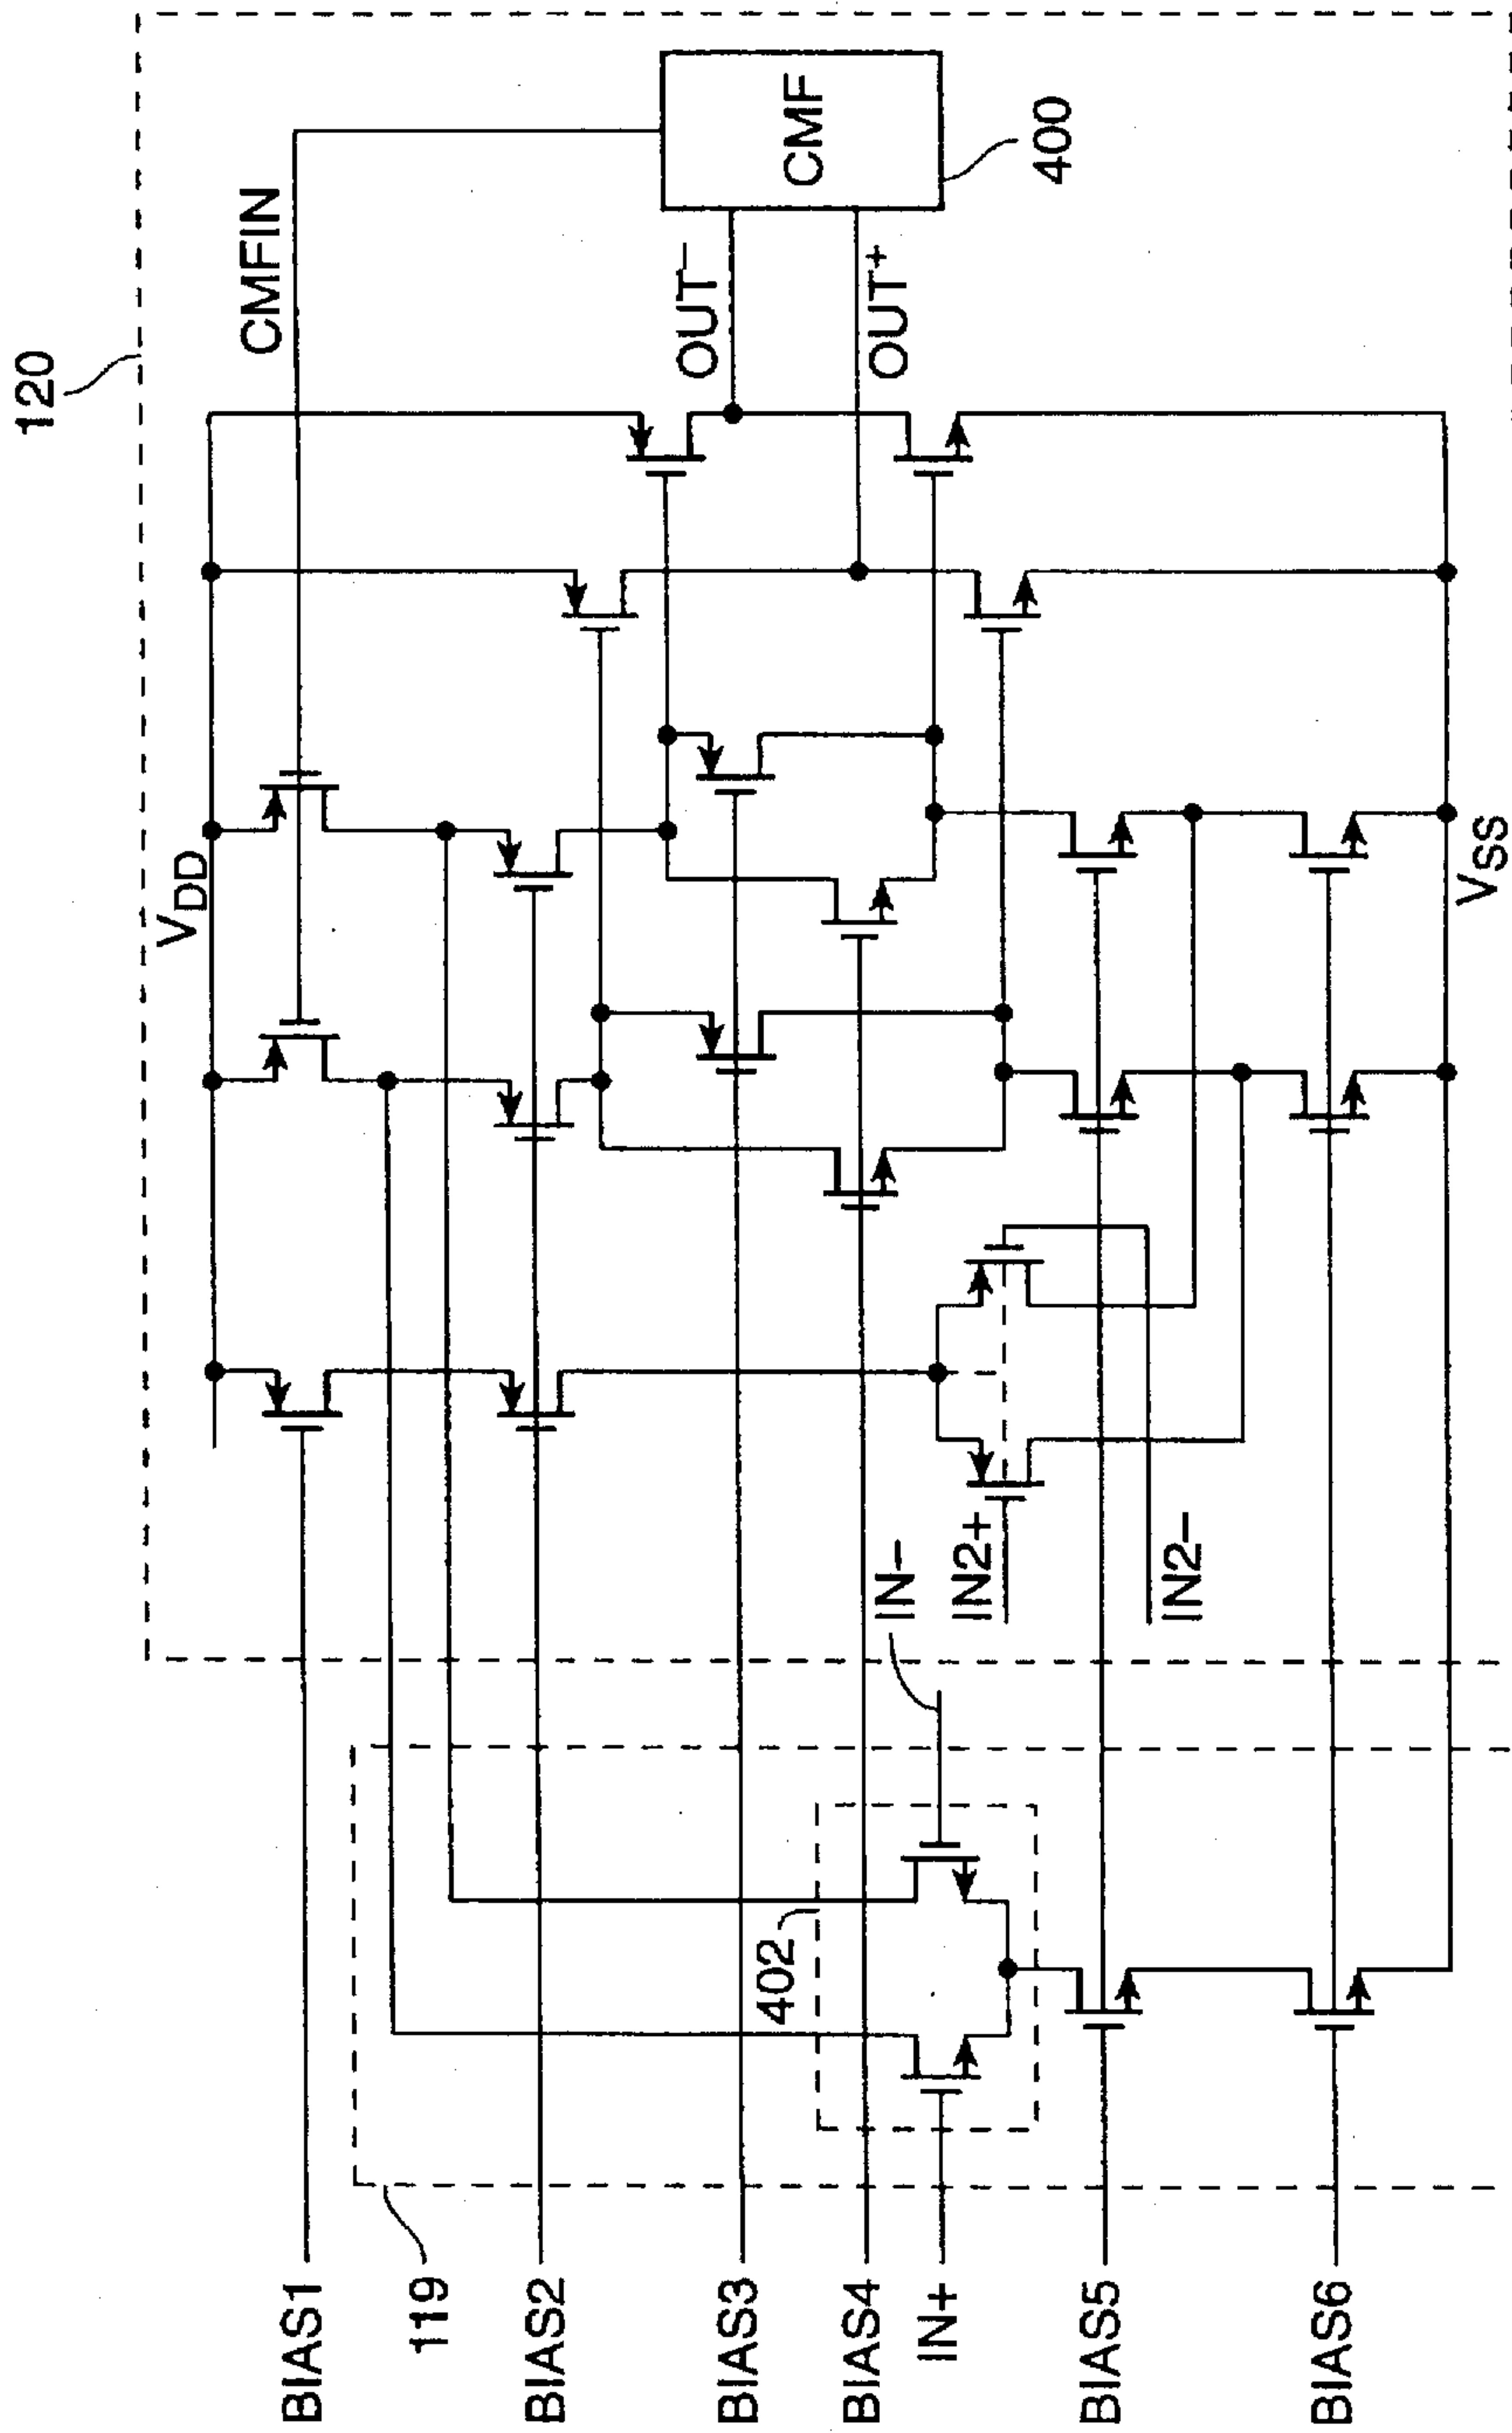 120
CMFIN
CMF
400
OUT−
OUT+
VDD
VSS
IN−
IN2+
IN2−
402
119
BIAS1
BIAS2
BIAS3
BIAS4
IN+
BIAS5
BIAS6